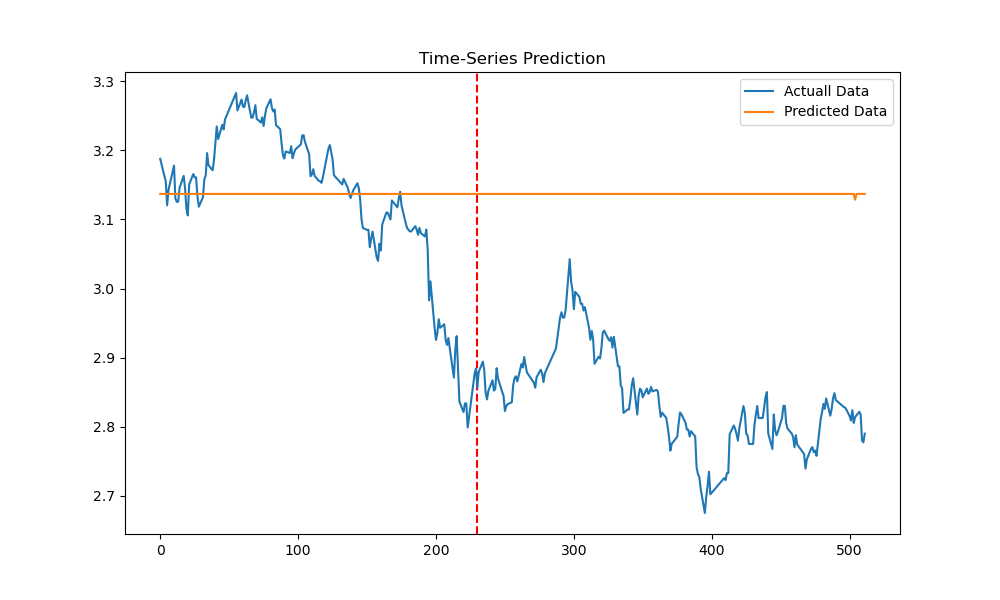 Time-Series Prediction
Actuall Data
Predicted Data
3.3
3.2
3.1
3.0
2.9
2.8
2.7
0 100 200 300 400 500